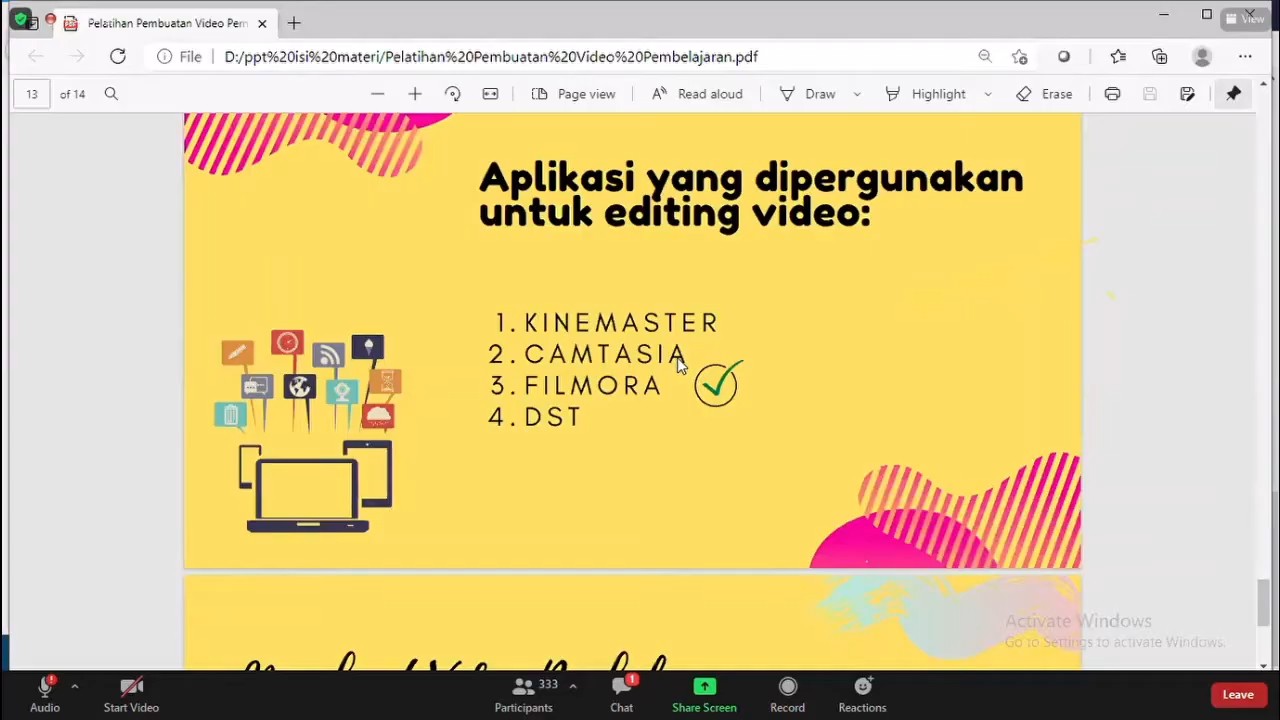 Pelatihan Pembuatan Video Pem
View
File
D:/ppt%20isi%20materi/Pelatihan%20Pembuatan%20Video%20Pembelajaran.pdf
13 of 14
Page view
Read aloud
Draw
Highlight
Erase
Aplikasi yang dipergunakan
untuk editing video:
1. KINEMASTER
2. CAMTASIA
3. FILMORA
4. DST
Activate Windows
Go to Settings to activate Windows.
333
1
Audio
Start Video
Participants
Chat
Share Screen
Record
Reactions
Leave